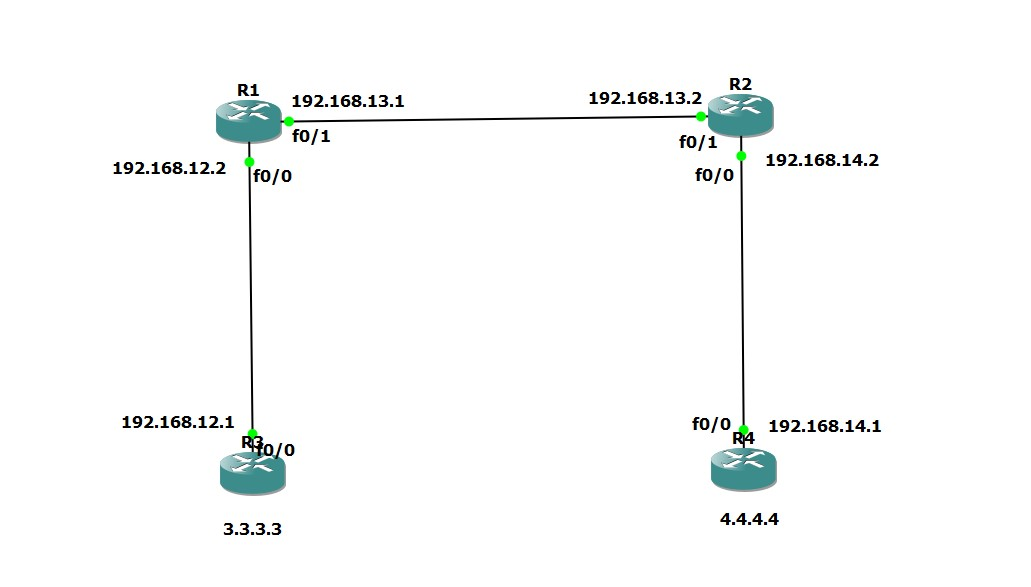 R1
192.168.13.1
f0/1
192.168.12.2
f0/0
R2
192.168.13.2
f0/1
192.168.14.2
f0/0
192.168.12.1
R3
f0/0
3.3.3.3
f0/0
192.168.14.1
R4
4.4.4.4